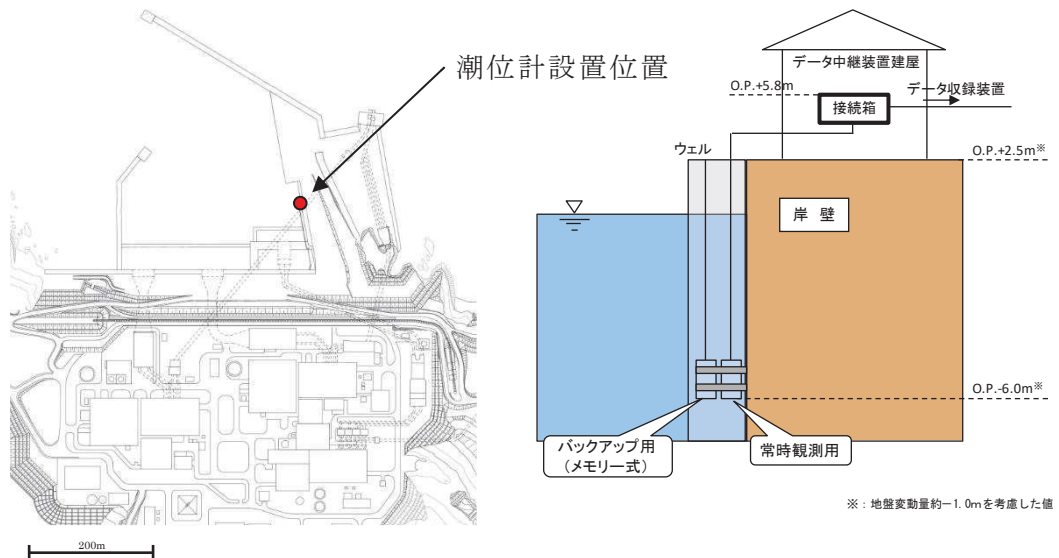 潮位計設置位置
200m
データ中継装置建屋
O.P.+5.8m
接続箱
データ収録装置
ウェル
O.P.+2.5m※
岸 壁
O.P.-6.0m※
バックアップ用
(メモリー式)
常時観測用
※：地盤変動量約－1.0mを考慮した値